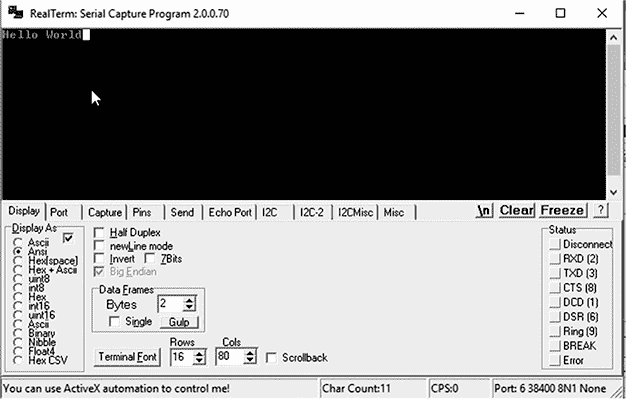 RealTerm: Serial Capture Program 2.0.0.70
Hello World
Display Port Capture Pins Send Echo Port I2C I2C-2 I2CMisc Misc \n Clear Freeze ?
Display As
Ascii
Ansi
Hex[space]
Hex + Ascii
uint8
int8
Hex
int16
uint16
Ascii
Binary
Nibble
Float4
Hex CSV
Half Duplex
newLine mode
Invert 7Bits
Big Endian
Data Frames
Bytes 2
Single Gulp
Rows Cols
Terminal Font 16 80 Scrollback
Status
Disconnect
RXD (2)
TXD (3)
CTS (8)
DCD (1)
DSR (6)
Ring (9)
BREAK
Error
You can use ActiveX automation to control me! Char Count:11 CPS:0 Port: 6 38400 8N1 None